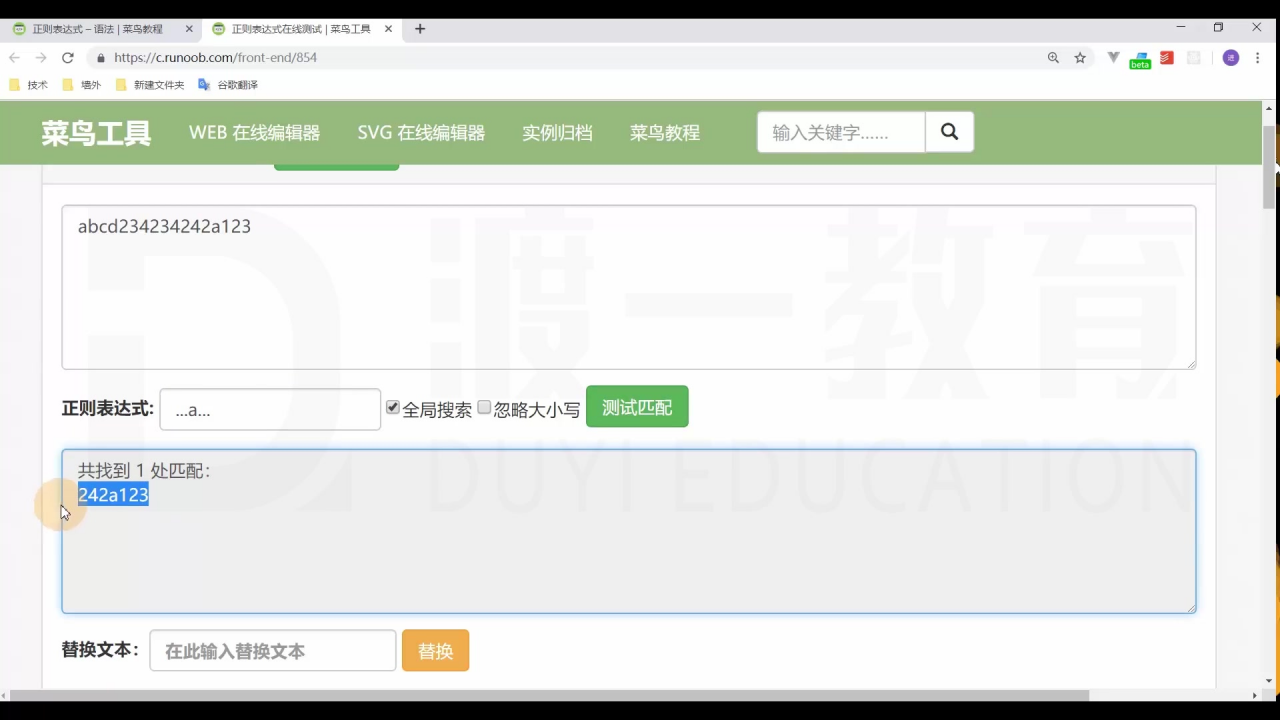 正则表达式 – 语法 | 菜鸟教程
正则表达式在线测试 | 菜鸟工具
https://c.runoob.com/front-end/854
beta
进
技术
墙外
新建文件夹
谷歌翻译
菜鸟工具
WEB 在线编辑器
SVG 在线编辑器
实例归档
菜鸟教程
输入关键字......
abcd234234242a123
渡一教育
正则表达式:
...a...
全局搜索
忽略大小写
测试匹配
DUYI EDUCATION
共找到 1 处匹配：
242a123
替换文本：
在此输入替换文本
替换